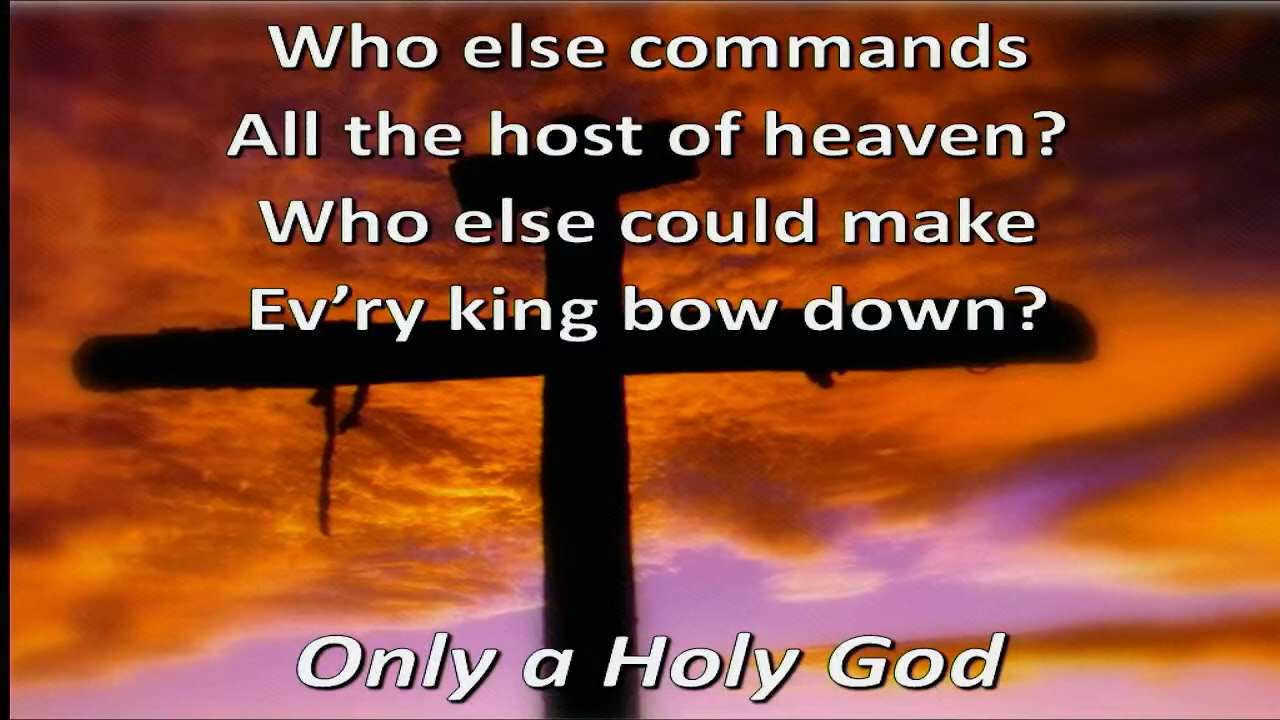 Who else commands
All the host of heaven?
Who else could make
Ev’ry king bow down?
Only a Holy God